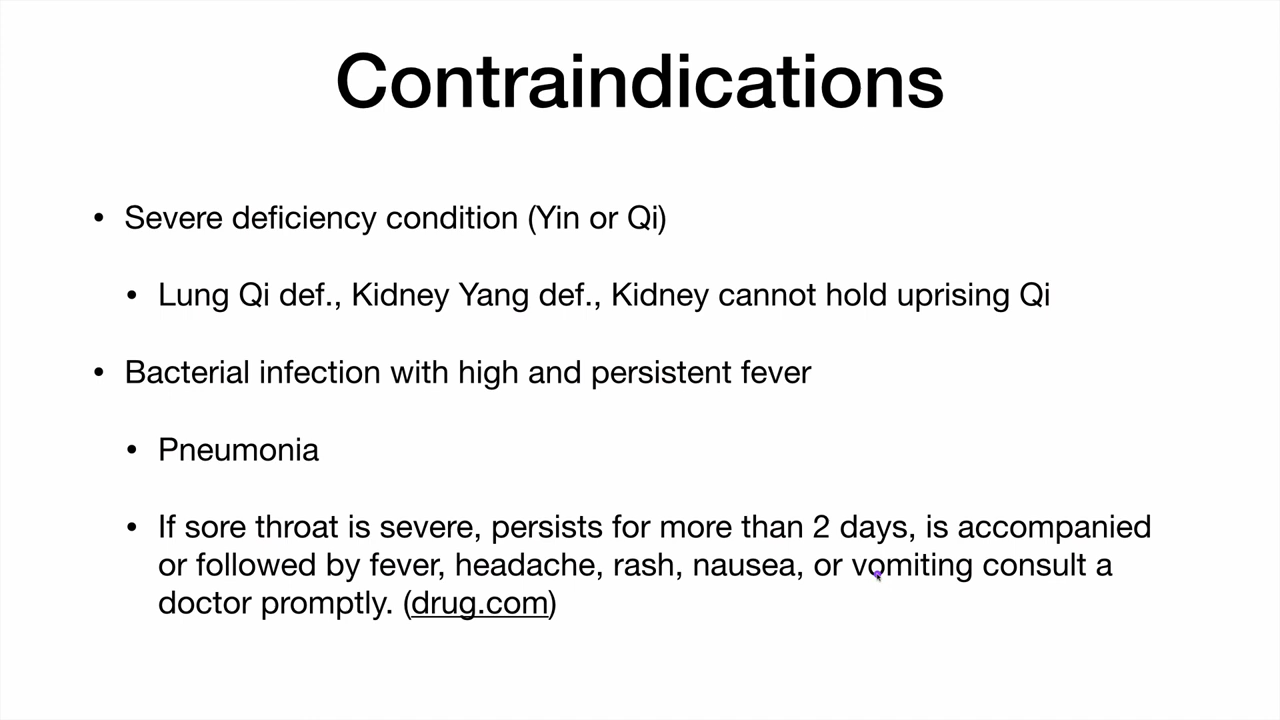 Contraindications
• Severe deficiency condition (Yin or Qi)
• Lung Qi def., Kidney Yang def., Kidney cannot hold uprising Qi
• Bacterial infection with high and persistent fever
• Pneumonia
• If sore throat is severe, persists for more than 2 days, is accompanied
or followed by fever, headache, rash, nausea, or vomiting consult a
doctor promptly. (drug.com)